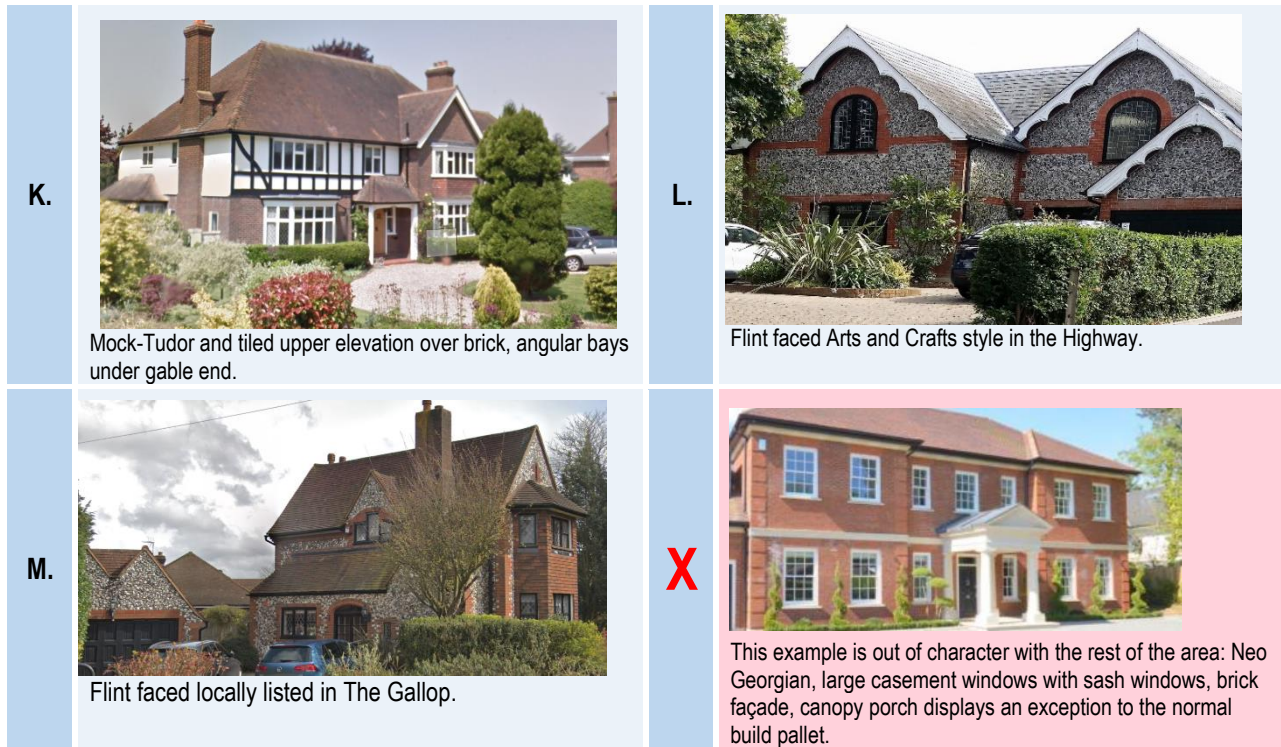 K.
Mock-Tudor and tiled upper elevation over brick, angular bays
under gable end.
L.
Flint faced Arts and Crafts style in the Highway.
M.
Flint faced locally listed in The Gallop.
X
This example is out of character with the rest of the area: Neo
Georgian, large casement windows with sash windows, brick
façade, canopy porch displays an exception to the normal
build pallet.